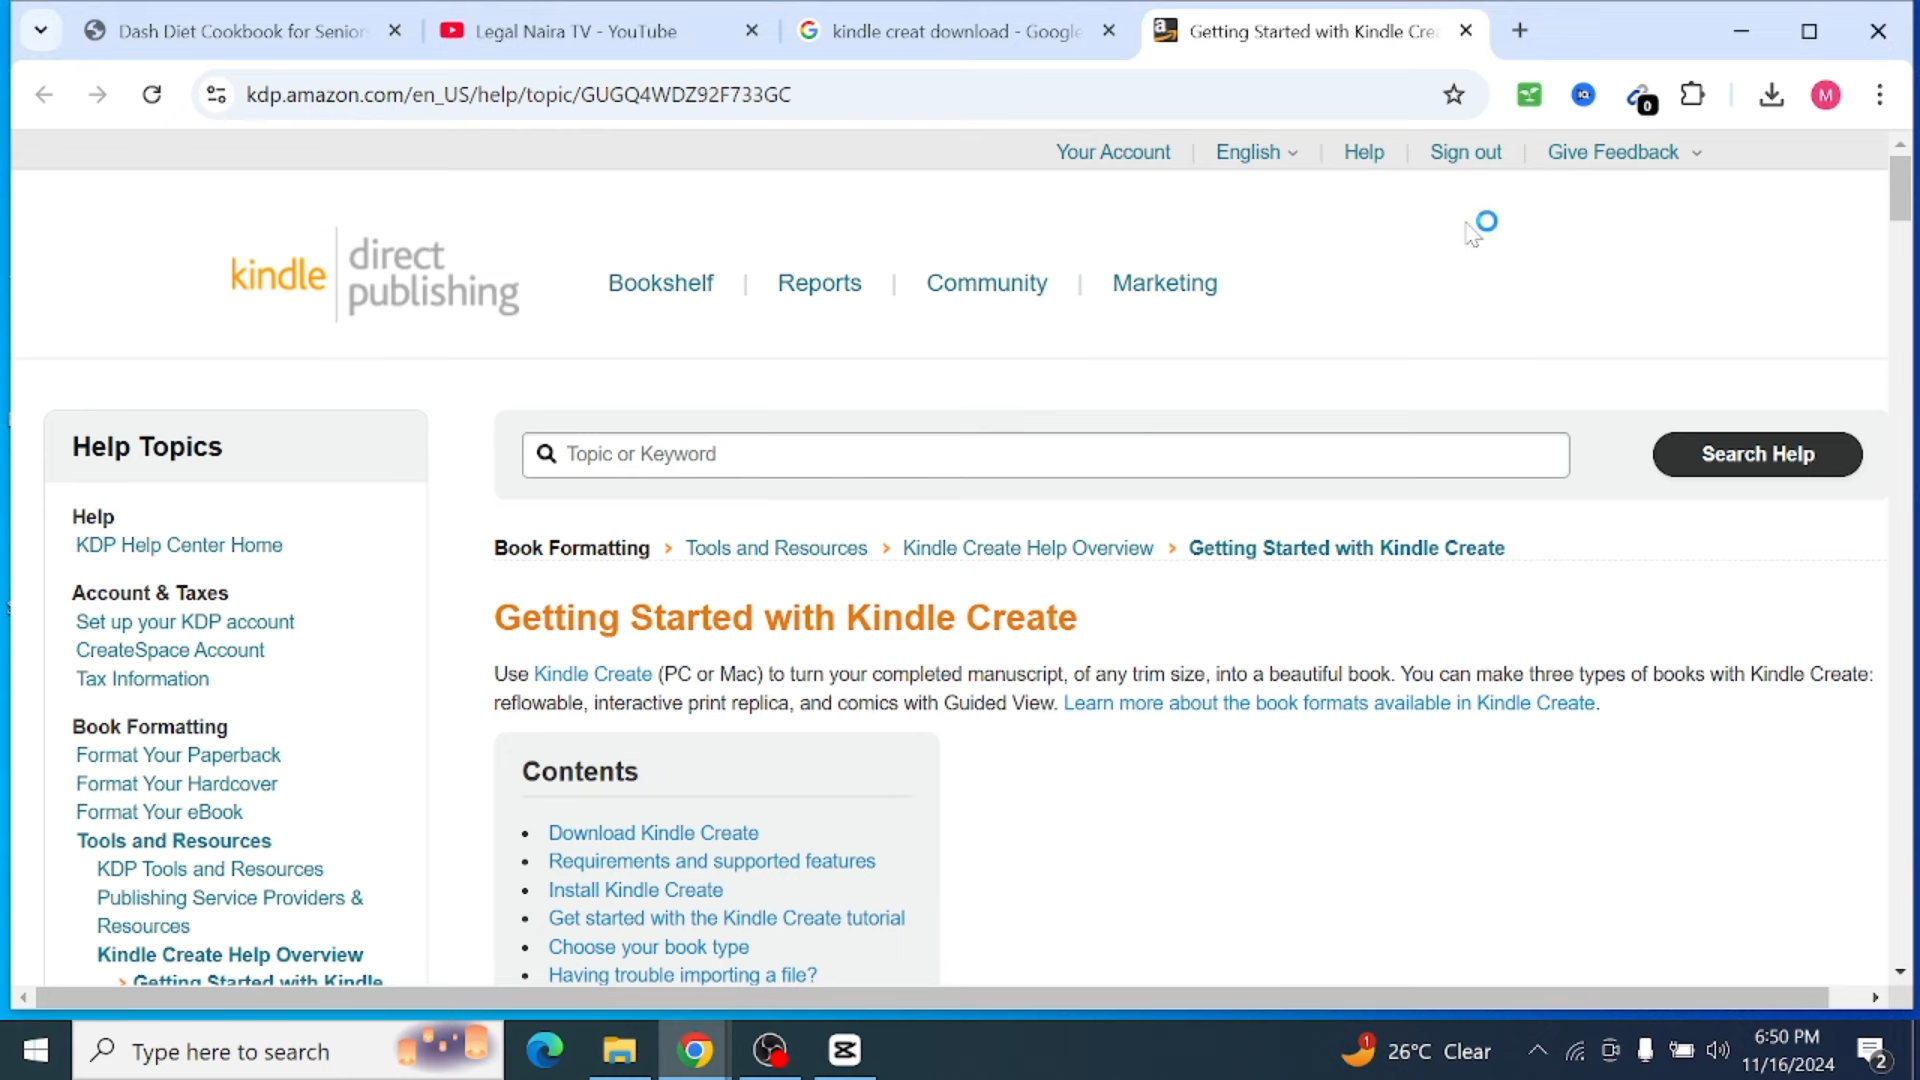 Dash Diet Cookbook for Senior
Legal Naira TV - YouTube
kindle creat download - Google
Getting Started with Kindle Cre
kdp.amazon.com/en_US/help/topic/GUGQ4WDZ92F733GC
IQ
0
M
Your Account
English
Help
Sign out
Give Feedback
kindle direct publishing
Bookshelf
Reports
Community
Marketing
Help Topics
Help
KDP Help Center Home
Account & Taxes
Set up your KDP account
CreateSpace Account
Tax Information
Book Formatting
Format Your Paperback
Format Your Hardcover
Format Your eBook
Tools and Resources
KDP Tools and Resources
Publishing Service Providers &
Resources
Kindle Create Help Overview
> Getting Started with Kindle
Topic or Keyword
Search Help
Book Formatting > Tools and Resources > Kindle Create Help Overview > Getting Started with Kindle Create
Getting Started with Kindle Create
Use Kindle Create (PC or Mac) to turn your completed manuscript, of any trim size, into a beautiful book. You can make three types of books with Kindle Create:
reflowable, interactive print replica, and comics with Guided View. Learn more about the book formats available in Kindle Create.
Contents
• Download Kindle Create
• Requirements and supported features
• Install Kindle Create
• Get started with the Kindle Create tutorial
• Choose your book type
• Having trouble importing a file?
Type here to search
1
26°C Clear
6:50 PM
11/16/2024
2